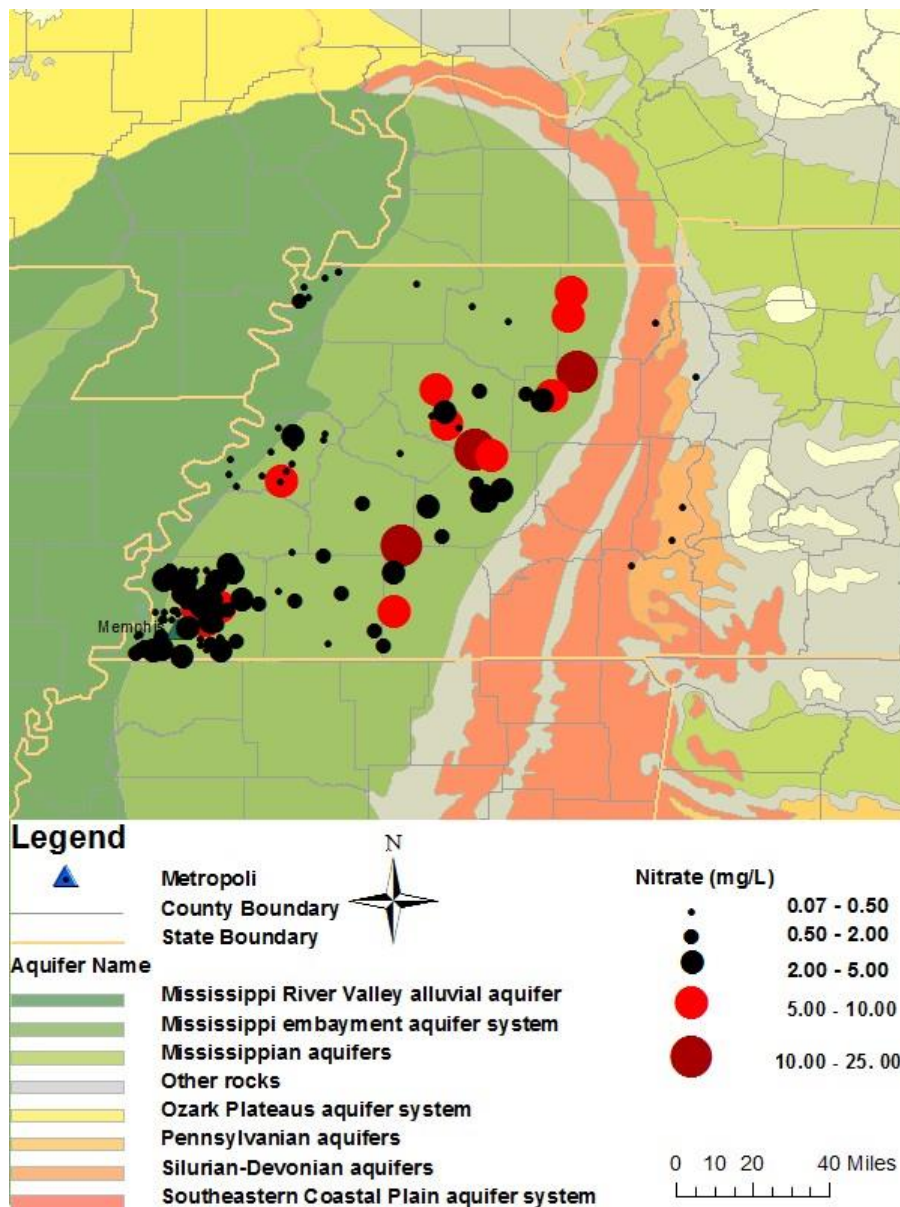 Memphis
Legend
N
Metropoli
County Boundary
State Boundary
Aquifer Name
Mississippi River Valley alluvial aquifer
Mississippi embayment aquifer system
Mississippian aquifers
Other rocks
Ozark Plateaus aquifer system
Pennsylvanian aquifers
Silurian-Devonian aquifers
Southeastern Coastal Plain aquifer system
Nitrate (mg/L)
0.07 - 0.50
0.50 - 2.00
2.00 - 5.00
5.00 - 10.00
10.00 - 25.00
0 10 20 40 Miles